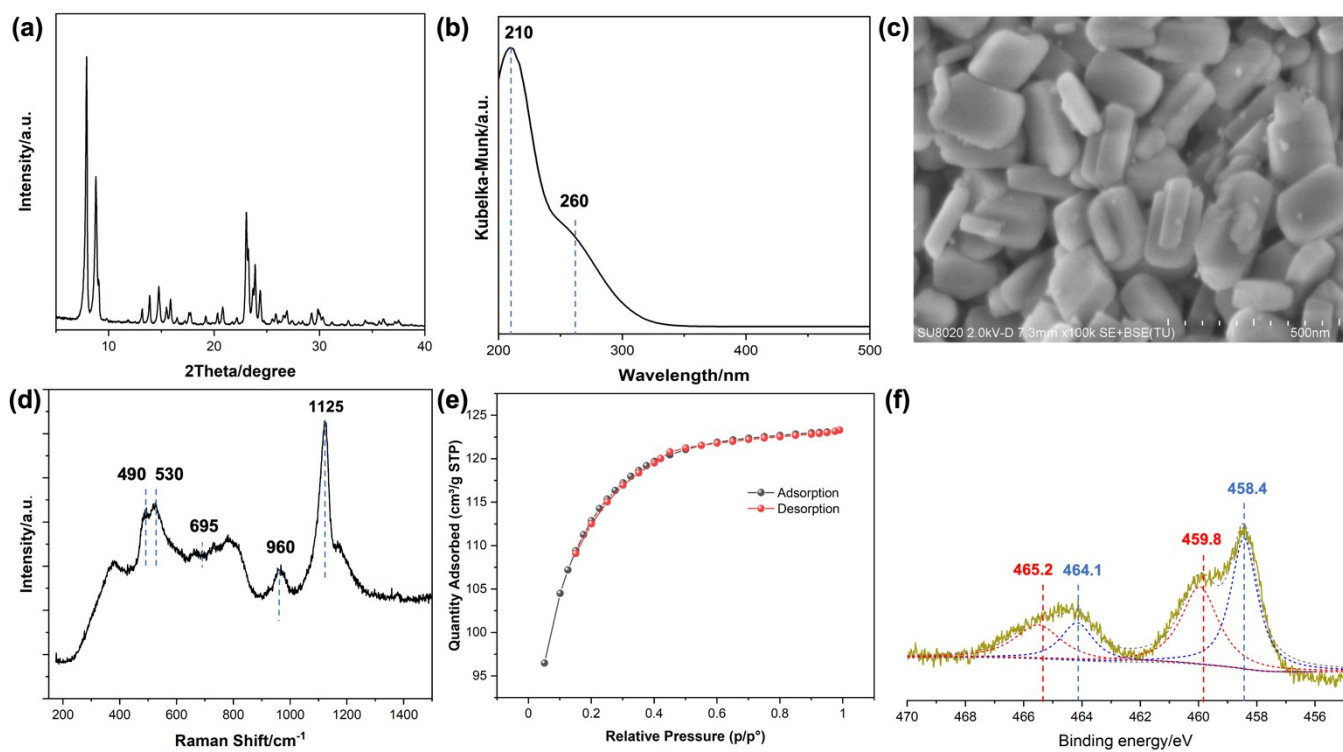 (a)
Intensity/a.u.
0
10
20
30
40
2Theta/degree
(b)
210
260
Kubelka-Munk/a.u.
200
300
400
500
Wavelength/nm
(c)
SU8020 2.0kV-D 7.3mm x100k SE+BSE(TU)
500nm
(d)
1125
490
530
695
960
Intensity/a.u.
200
400
600
800
1000
1200
1400
Raman Shift/cm⁻¹
(e)
125
120
115
110
105
100
95
Quantity Adsorbed (cm³/g STP)
Adsorption
Desorption
0
0.2
0.4
0.6
0.8
1
Relative Pressure (p/p°)
(f)
458.4
459.8
465.2
464.1
470
468
466
464
462
460
458
456
Binding energy/eV